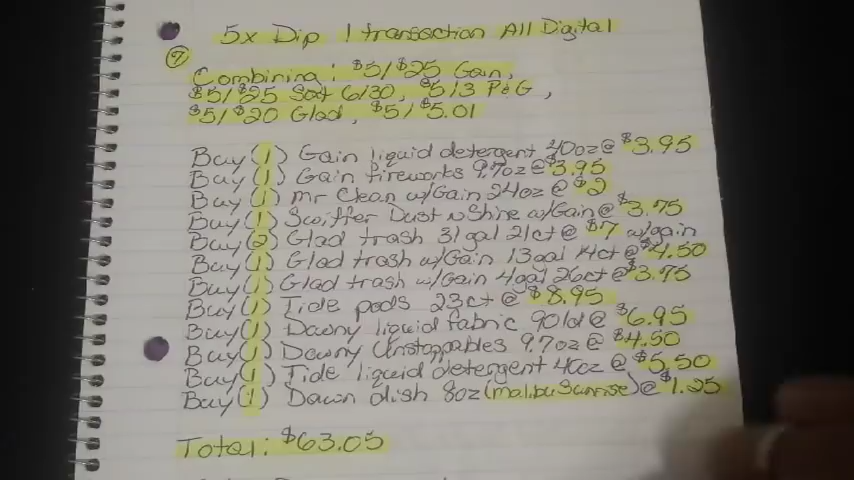 5x Dip 1 transaction All Digital
7
Combining: $5/$25 Gain,
$5/$25 Sat 6/30, $5/3 P&G,
$5/$20 Glad, $5/$5.01
Buy (1) Gain liquid detergent 40oz @ $3.95
Buy (1) Gain fireworks 9.7oz @ $3.95
Buy (1) Mr Clean w/Gain 24oz @ $2
Buy (1) Swiffer Dust n Shine w/Gain @ $3.75
Buy (2) Glad trash 31gal 21ct @ $7 w/gain
Buy (1) Glad trash w/Gain 13gal 14ct @ $4.50
Buy (1) Glad trash w/Gain 4gal 26ct @ $3.75
Buy (1) Tide pods 23ct @ $8.95
Buy (1) Downy liquid fabric 90ld @ $6.95
Buy (1) Downy Unstoppables 9.7oz @ $4.50
Buy (1) Tide liquid detergent 40oz @ $5.50
Buy (1) Dawn dish 8oz (malibu Sunrise) @ $1.25
Total: $63.05